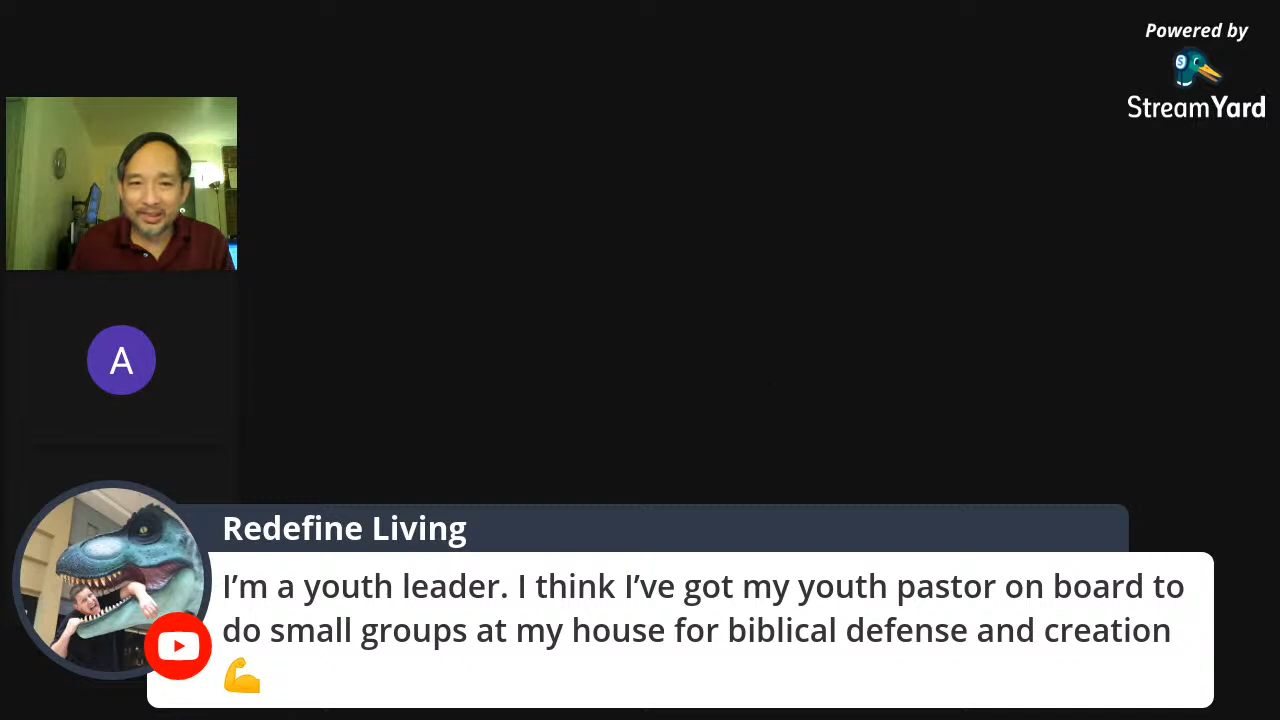 Powered by
S
StreamYard
A
Redefine Living
I'm a youth leader. I think I've got my youth pastor on board to
do small groups at my house for biblical defense and creation
💪